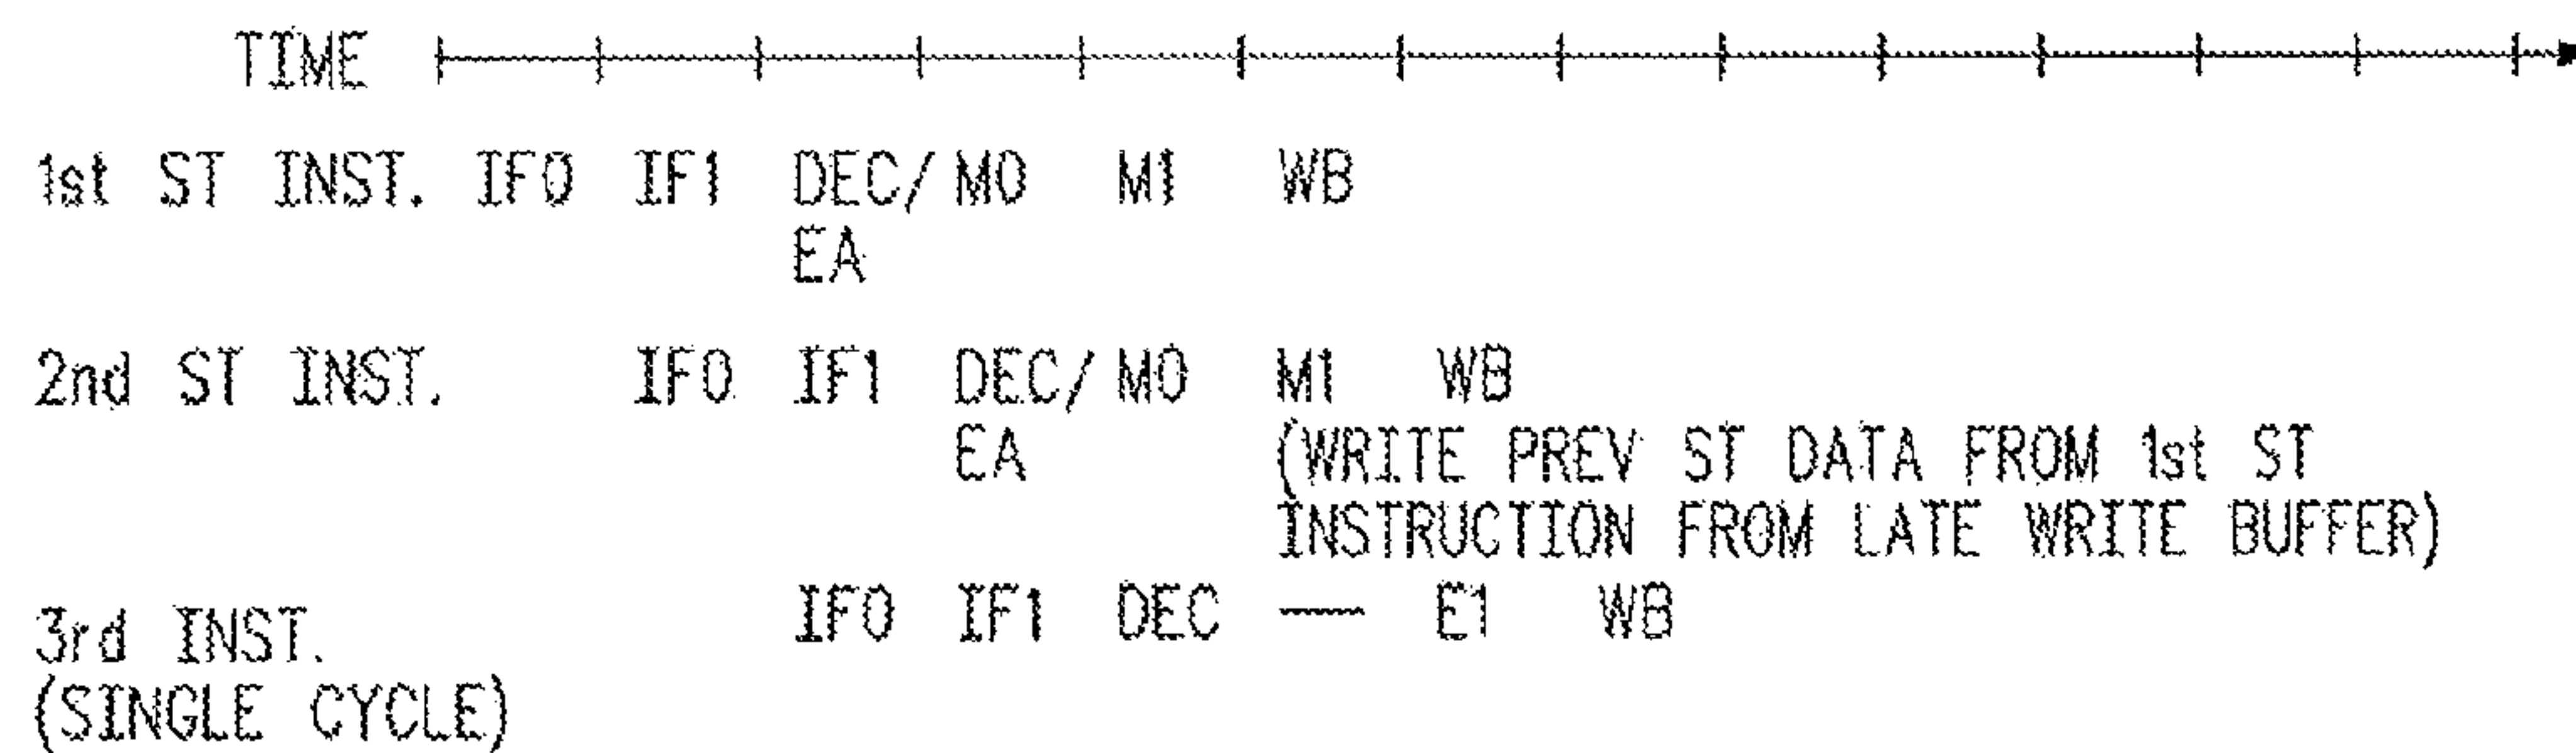 TIME
1st ST INST. IF0 IF1 DEC/ M0 M1 WB
EA
2nd ST INST. IF0 IF1 DEC/ M0 M1 WB
EA (WRITE PREV ST DATA FROM 1st ST
INSTRUCTION FROM LATE WRITE BUFFER)
3rd INST. IF0 IF1 DEC — E1 WB
(SINGLE CYCLE)